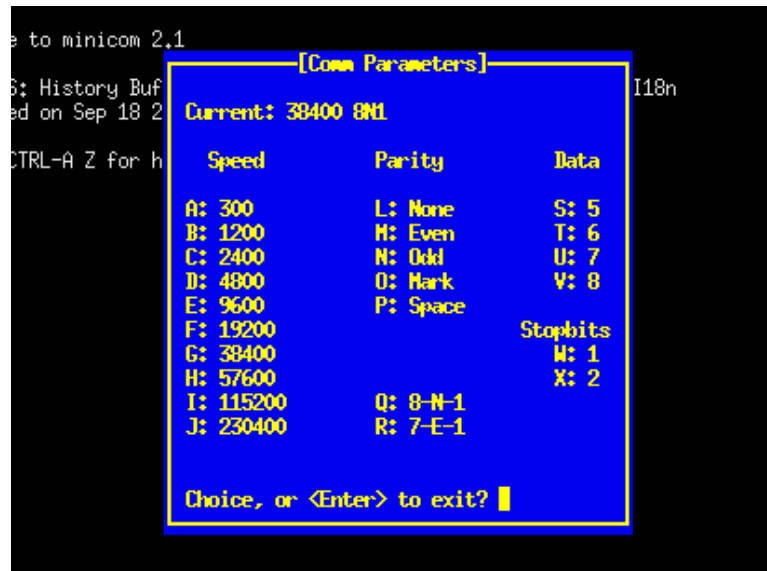 e to minicom 2.1
[Comm Parameters]
S: History Buf I18n
ed on Sep 18 2 Current: 38400 8N1
CTRL-A Z for h Speed Parity Data
A: 300 L: None S: 5
B: 1200 M: Even T: 6
C: 2400 N: Odd U: 7
D: 4800 O: Mark V: 8
E: 9600 P: Space
F: 19200 Stopbits
G: 38400 W: 1
H: 57600 X: 2
I: 115200 Q: 8-N-1
J: 230400 R: 7-E-1
Choice, or <Enter> to exit?